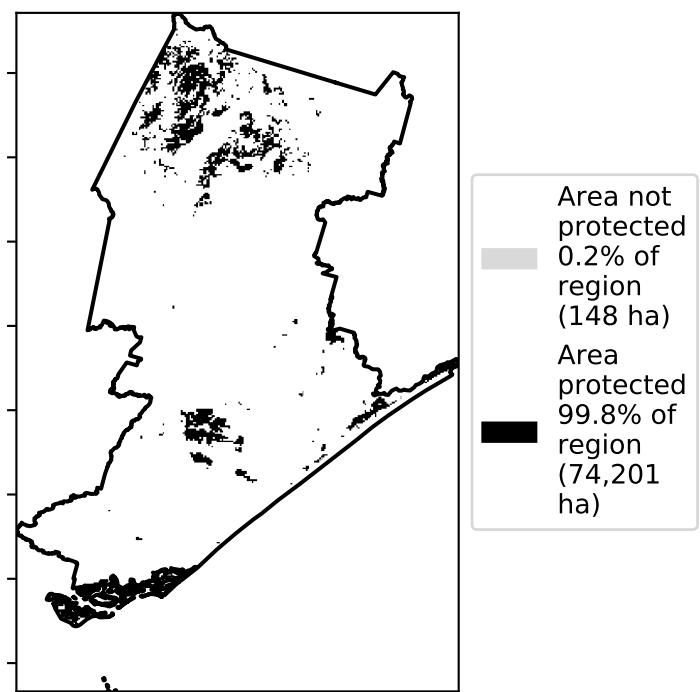 Area not
protected
0.2% of
region
(148 ha)
Area
protected
99.8% of
region
(74,201
ha)